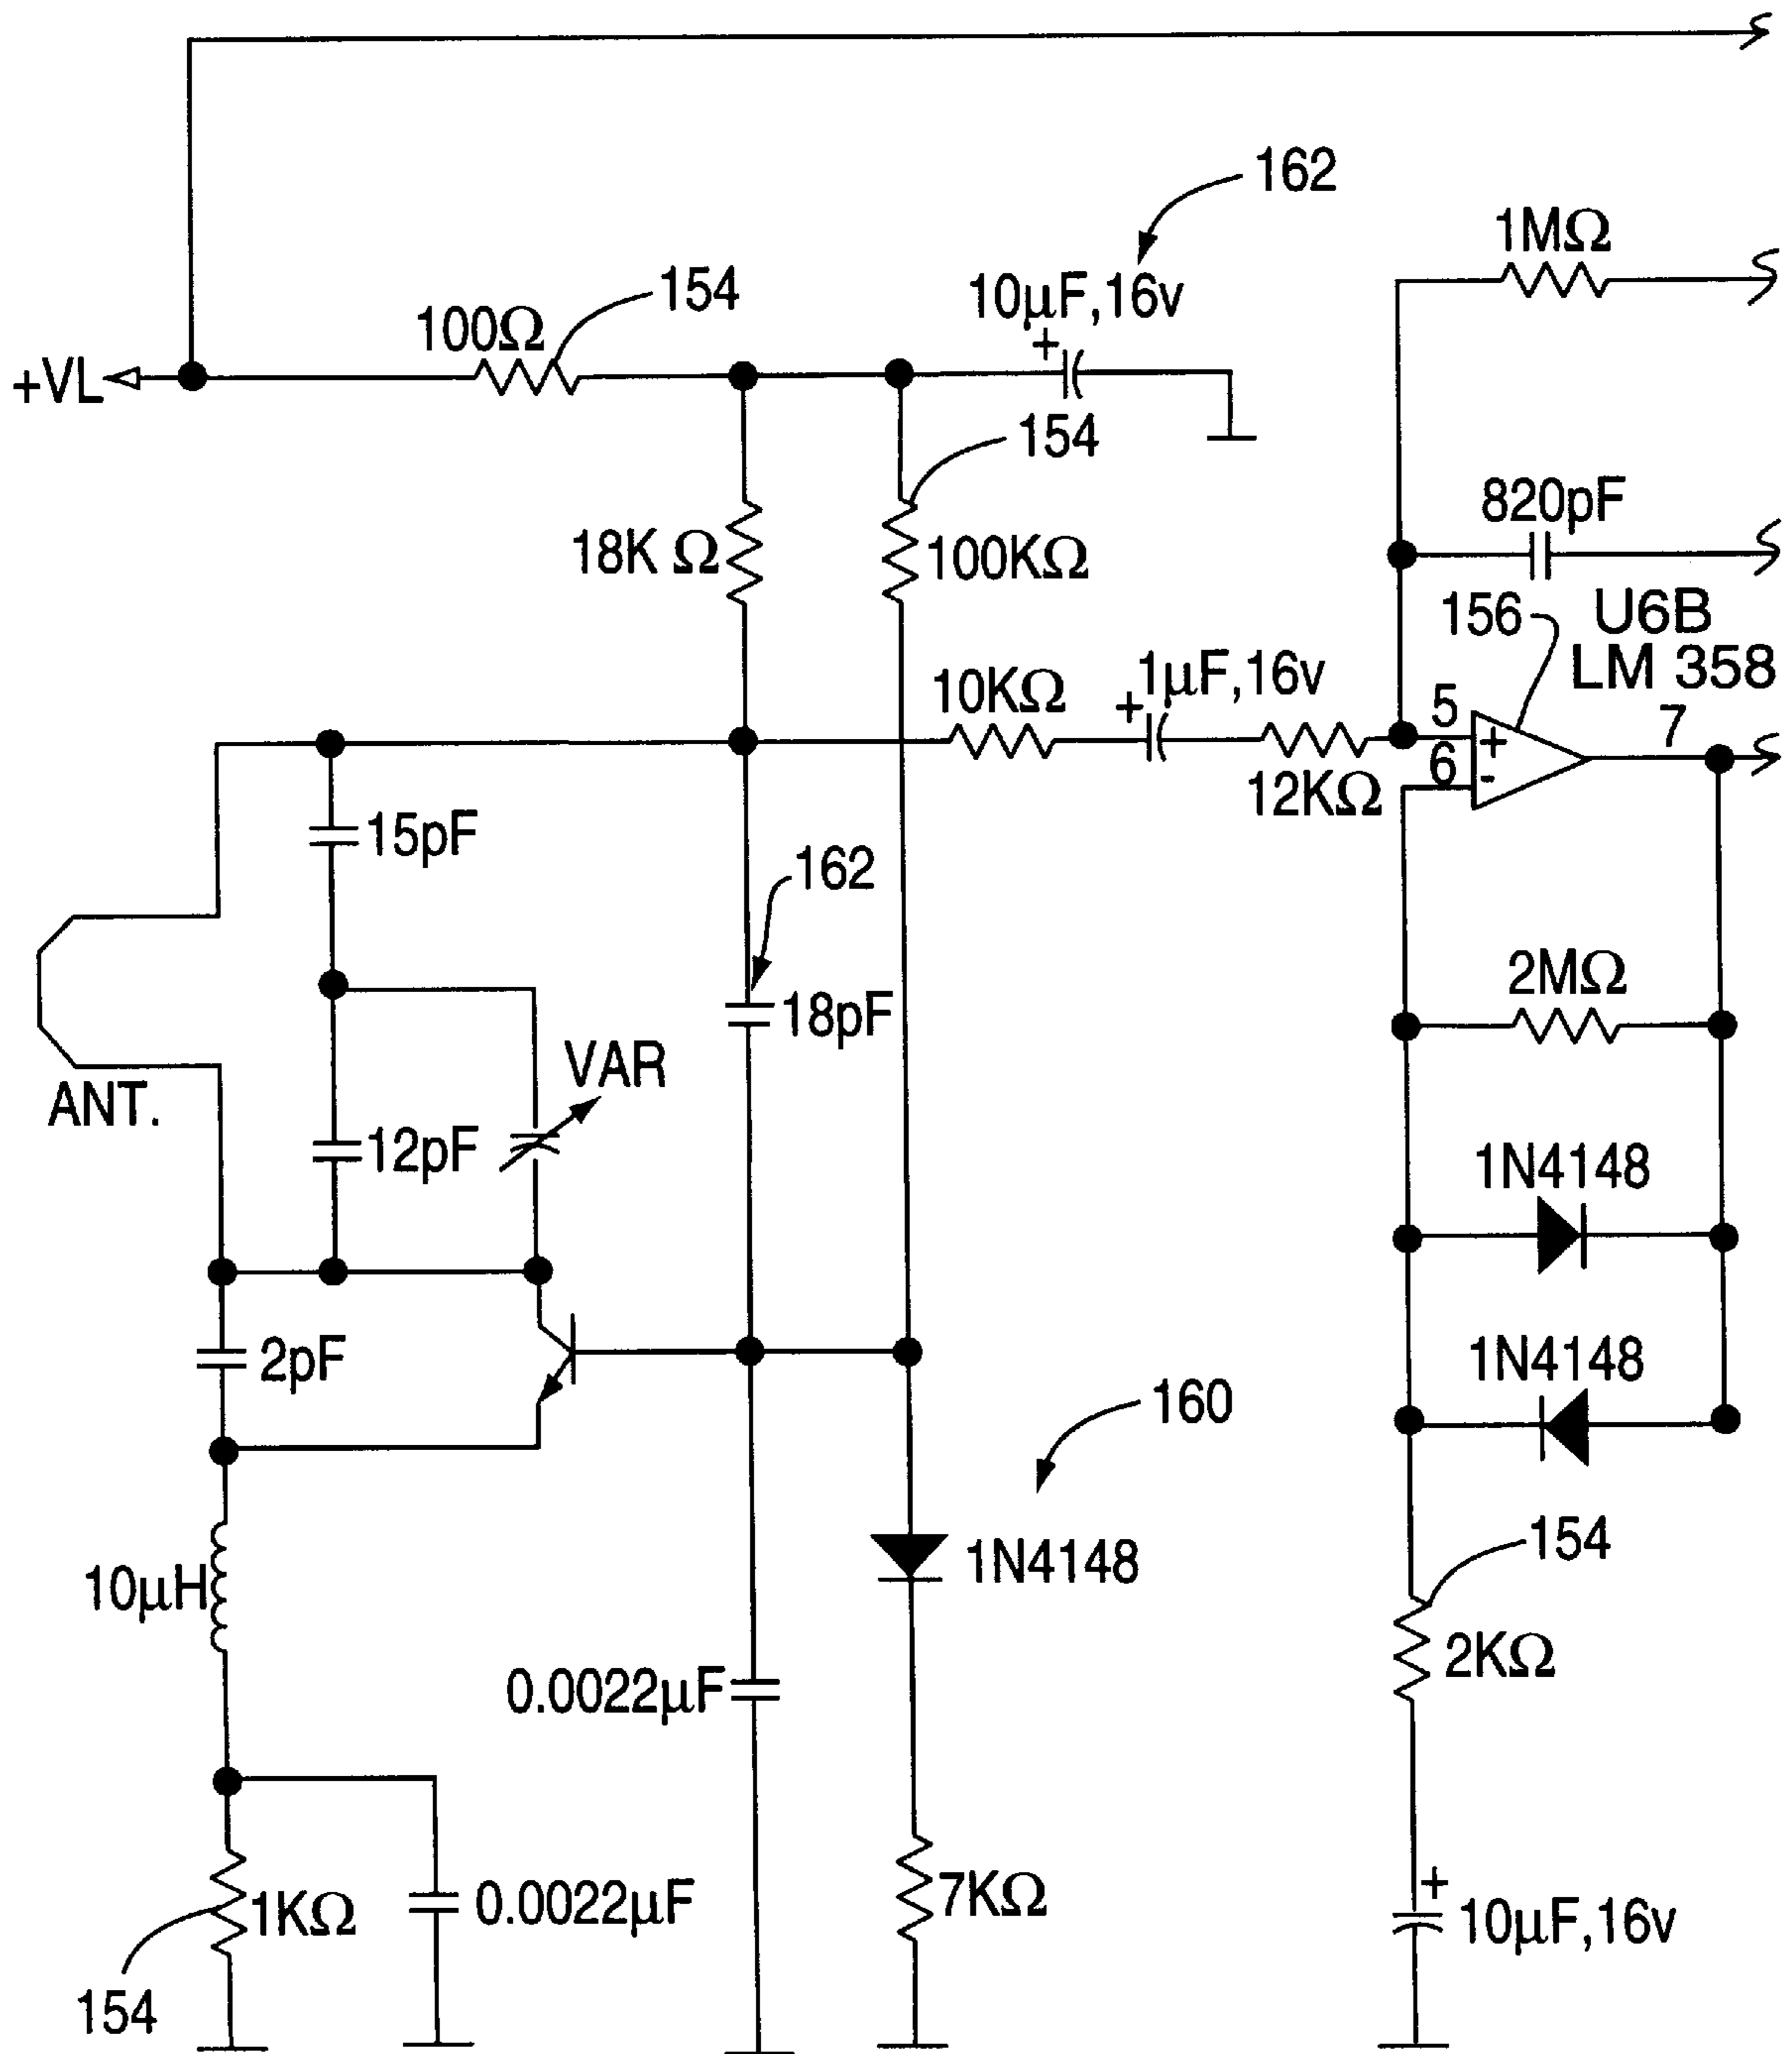 162
1MΩ
154
10µF,16v
+
100Ω
+VL
154
820pF
18K Ω
100KΩ
156
U6B
LM 358
10KΩ
1µF,16v
+
5
7
+
6
-
12KΩ
15pF
162
2MΩ
18pF
VAR
ANT.
12pF
1N4148
2pF
1N4148
160
154
1N4148
10µH
2KΩ
0.0022µF
+
7KΩ
1KΩ
0.0022µF
10µF,16v
154